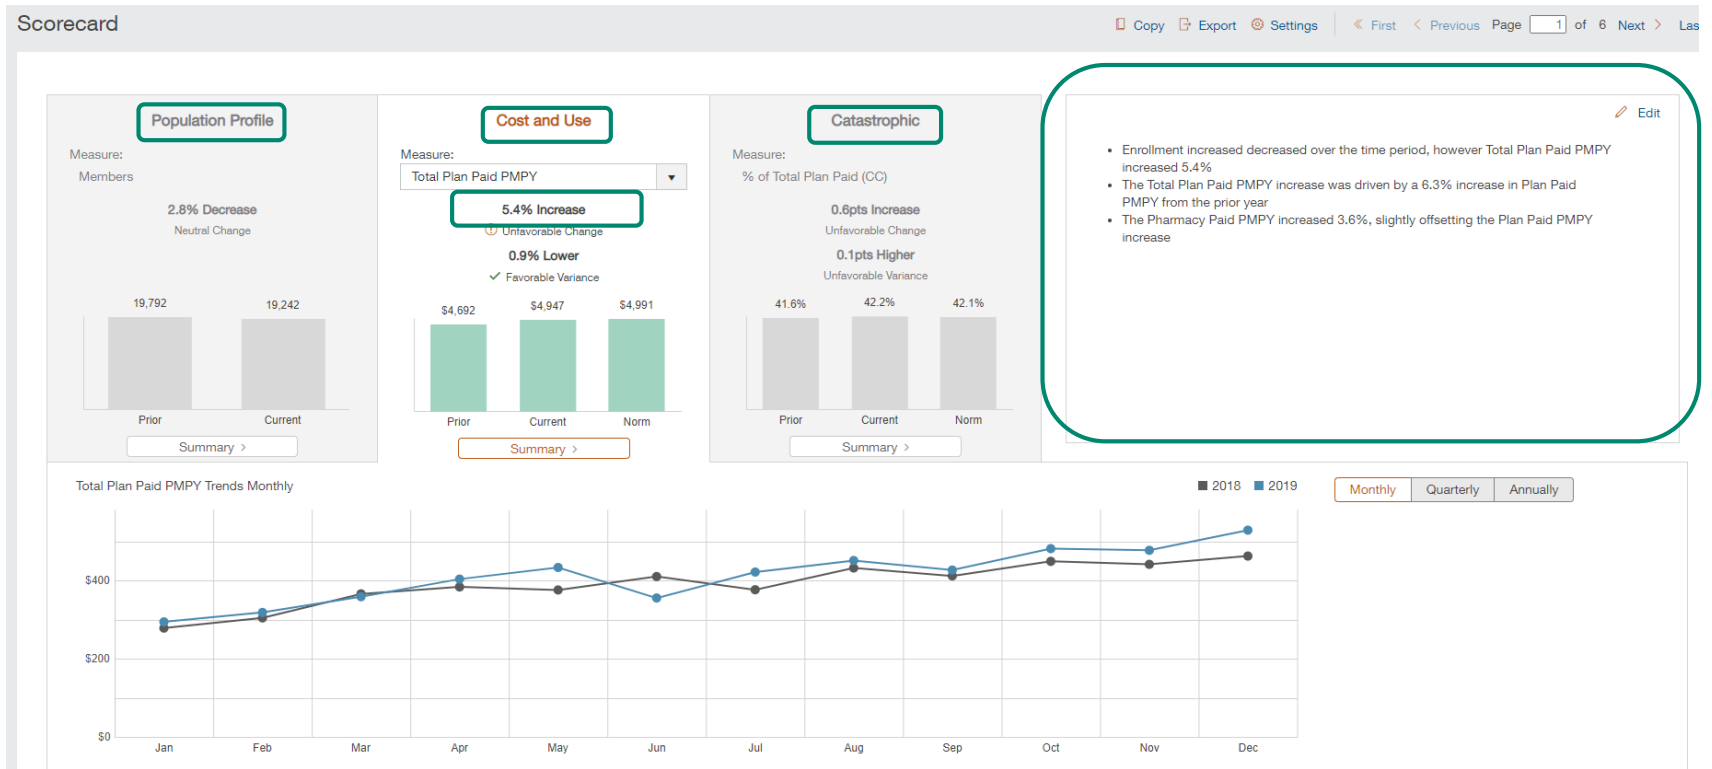 Scorecard
Copy Export Settings First Previous Page 1 of 6 Next Las
Population Profile
Measure:
Members
2.8% Decrease
Neutral Change
19,792 19,242
Prior Current
Summary >
Cost and Use
Measure:
Total Plan Paid PMPY
5.4% Increase
Unfavorable Change
0.9% Lower
Favorable Variance
$4,692 $4,947 $4,991
Prior Current Norm
Summary >
Catastrophic
Measure:
% of Total Plan Paid (CC)
0.6pts Increase
Unfavorable Change
0.1pts Higher
Unfavorable Variance
41.6% 42.2% 42.1%
Prior Current Norm
Summary >
Edit
• Enrollment increased decreased over the time period, however Total Plan Paid PMPY
increased 5.4%
• The Total Plan Paid PMPY increase was driven by a 6.3% increase in Plan Paid
PMPY from the prior year
• The Pharmacy Paid PMPY increased 3.6%, slightly offsetting the Plan Paid PMPY
increase
Total Plan Paid PMPY Trends Monthly
2018 2019
Monthly Quarterly Annually
$400
$200
$0
Jan Feb Mar Apr May Jun Jul Aug Sep Oct Nov Dec